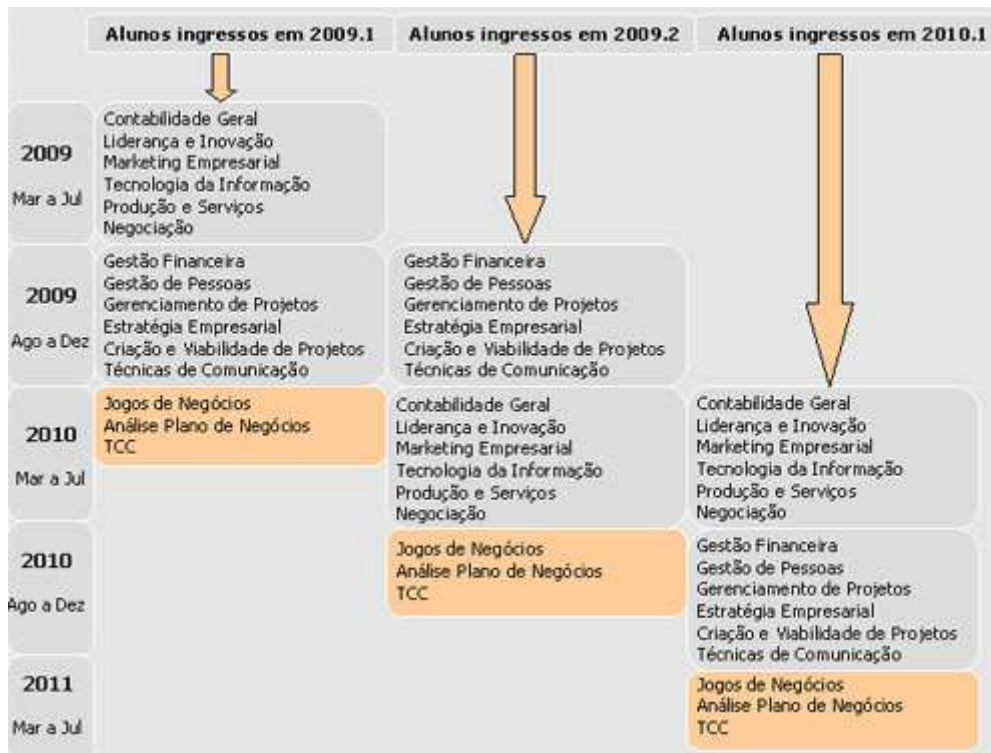 Alunos ingressos em 2009.1
Alunos ingressos em 2009.2
Alunos ingressos em 2010.1
2009
Mar a Jul
Contabilidade Geral
Liderança e Inovação
Marketing Empresarial
Tecnologia da Informação
Produção e Serviços
Negociação
2009
Ago a Dez
Gestão Financeira
Gestão de Pessoas
Gerenciamento de Projetos
Estratégia Empresarial
Criação e Viabilidade de Projetos
Técnicas de Comunicação
Gestão Financeira
Gestão de Pessoas
Gerenciamento de Projetos
Estratégia Empresarial
Criação e Viabilidade de Projetos
Técnicas de Comunicação
2010
Mar a Jul
Jogos de Negócios
Análise Plano de Negócios
TCC
Contabilidade Geral
Liderança e Inovação
Marketing Empresarial
Tecnologia da Informação
Produção e Serviços
Negociação
Contabilidade Geral
Liderança e Inovação
Marketing Empresarial
Tecnologia da Informação
Produção e Serviços
Negociação
2010
Ago a Dez
Jogos de Negócios
Análise Plano de Negócios
TCC
Gestão Financeira
Gestão de Pessoas
Gerenciamento de Projetos
Estratégia Empresarial
Criação e Viabilidade de Projetos
Técnicas de Comunicação
2011
Mar a Jul
Jogos de Negócios
Análise Plano de Negócios
TCC